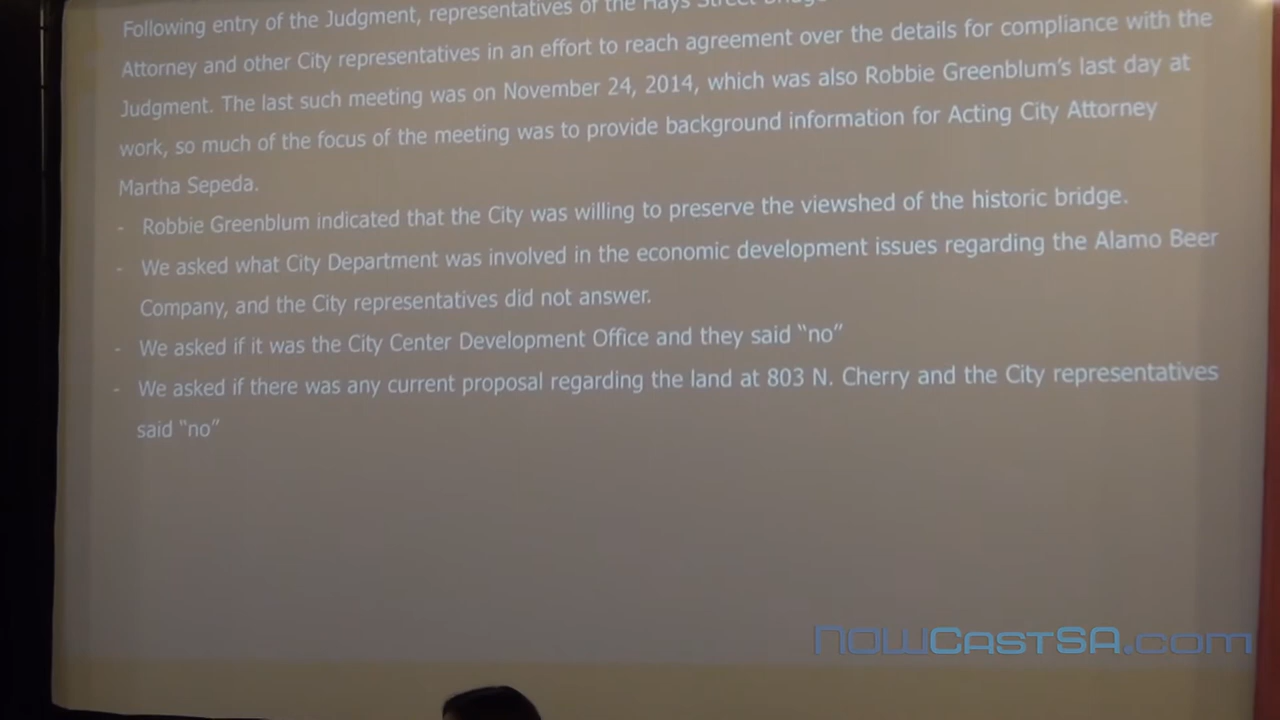 Following entry of the Judgment, representatives of the Hays Street
Attorney and other City representatives in an effort to reach agreement over the details for compliance with the
Judgment. The last such meeting was on November 24, 2014, which was also Robbie Greenblum's last day at
work, so much of the focus of the meeting was to provide background information for Acting City Attorney
Martha Sepeda.
- Robbie Greenblum indicated that the City was willing to preserve the viewshed of the historic bridge.
- We asked what City Department was involved in the economic development issues regarding the Alamo Beer
Company, and the City representatives did not answer.
- We asked if it was the City Center Development Office and they said “no”
- We asked if there was any current proposal regarding the land at 803 N. Cherry and the City representatives
said “no”
NOWCASTSA.com